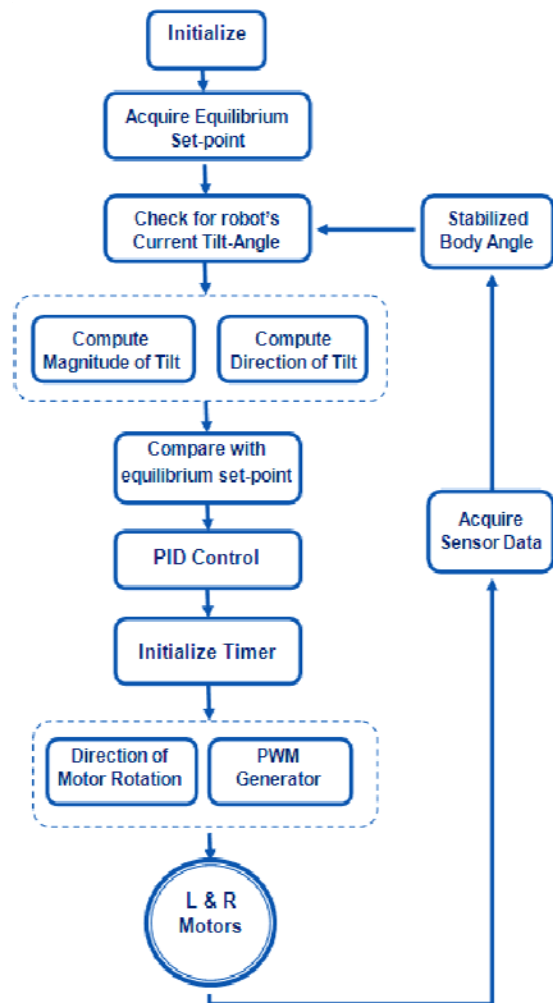 Initialize
Acquire Equilibrium
Set-point
Check for robot's
Current Tilt-Angle
Stabilized
Body Angle
Compute
Magnitude of Tilt
Compute
Direction of Tilt
Compare with
equilibrium set-point
Acquire
Sensor Data
PID Control
Initialize Timer
Direction of
Motor Rotation
PWM
Generator
L & R
Motors